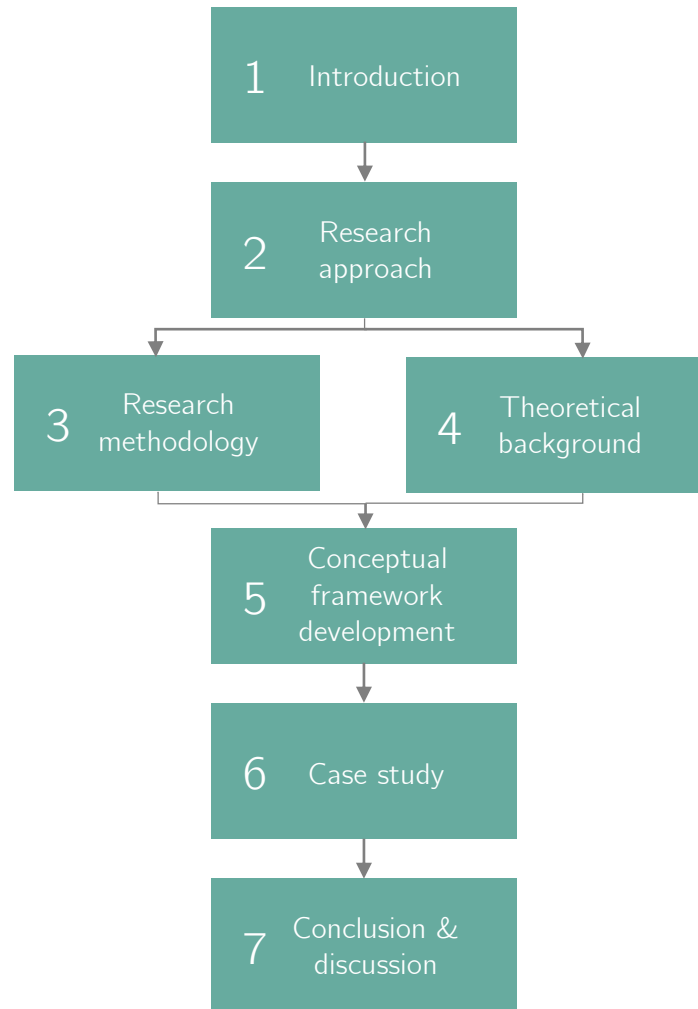 1 Introduction
2 Research
approach
3 Research
methodology
4 Theoretical
background
5 Conceptual
framework
development
6 Case study
7 Conclusion &
discussion